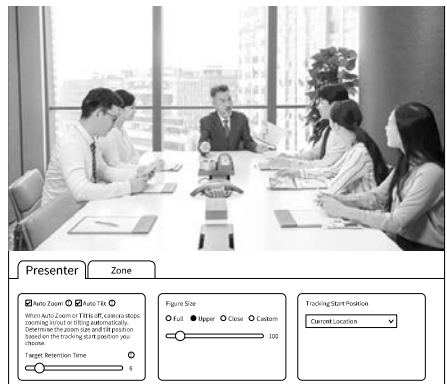 Presenter
Zone
Auto Zoom
Auto Tilt
When Auto Zoom or Tilt is off, camera stops
zooming in/out or tilting automatically.
Determine the zoom size and tilt position
based on the tracking start position you
choose.
Target Retention Time
6
Figure Size
Full Upper Close Custom
100
Tracking Start Position
Current Location